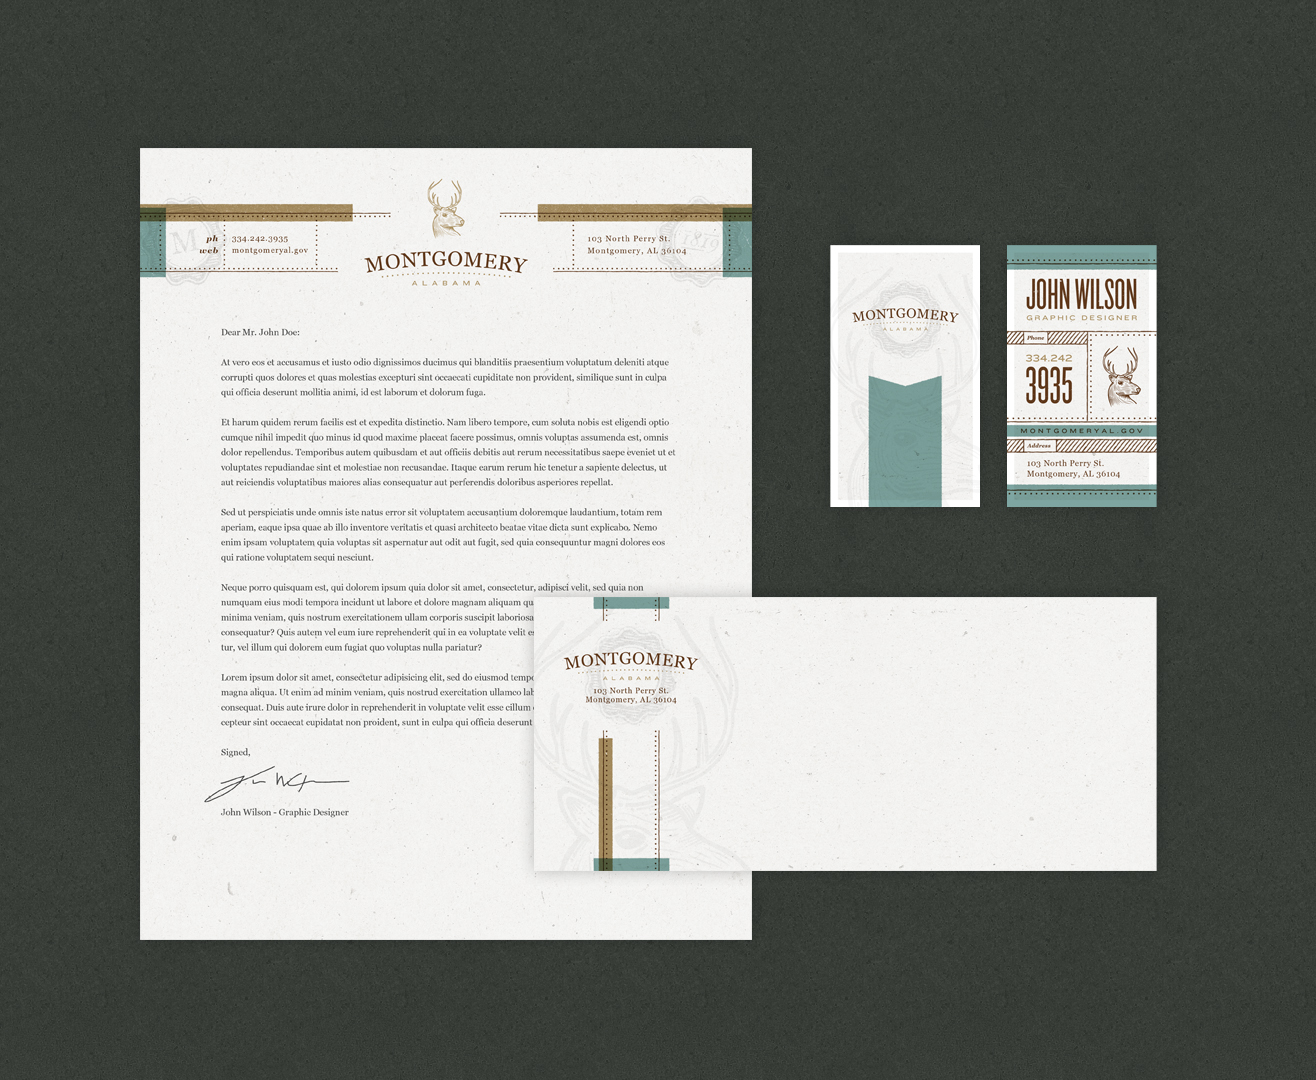 ph 334.242.3935
web montgomeryal.gov
M
MONTGOMERY
ALABAMA
103 North Perry St.
Montgomery, AL 36104
1819
Dear Mr. John Doe:
At vero eos et accusamus et iusto odio dignissimos ducimus qui blanditiis praesentium voluptatum deleniti atque
corrupti quos dolores et quas molestias excepturi sint occaecati cupiditate non provident, similique sunt in culpa
qui officia deserunt mollitia animi, id est laborum et dolorum fuga.
Et harum quidem rerum facilis est et expedita distinctio. Nam libero tempore, cum soluta nobis est eligendi optio
cumque nihil impedit quo minus id quod maxime placeat facere possimus, omnis voluptas assumenda est, omnis
dolor repellendus. Temporibus autem quibusdam et aut officiis debitis aut rerum necessitatibus saepe eveniet ut et
voluptates repudiandae sint et molestiae non recusandae. Itaque earum rerum hic tenetur a sapiente delectus, ut
aut reiciendis voluptatibus maiores alias consequatur aut perferendis doloribus asperiores repellat.
Sed ut perspiciatis unde omnis iste natus error sit voluptatem accusantium doloremque laudantium, totam rem
aperiam, eaque ipsa quae ab illo inventore veritatis et quasi architecto beatae vitae dicta sunt explicabo. Nemo
enim ipsam voluptatem quia voluptas sit aspernatur aut odit aut fugit, sed quia consequuntur magni dolores eos
qui ratione voluptatem sequi nesciunt.
Neque porro quisquam est, qui dolorem ipsum quia dolor sit amet, consectetur, adipisci velit, sed quia non
numquam eius modi tempora incidunt ut labore et dolore magnam aliquam qu
minima veniam, quis nostrum exercitationem ullam corporis suscipit laboriosa
consequatur? Quis autem vel eum iure reprehenderit qui in ea voluptate velit es
tur, vel illum qui dolorem eum fugiat quo voluptas nulla pariatur?
Lorem ipsum dolor sit amet, consectetur adipisicing elit, sed do eiusmod tempo
magna aliqua. Ut enim ad minim veniam, quis nostrud exercitation ullamco lab
consequat. Duis aute irure dolor in reprehenderit in voluptate velit esse cillum
cepteur sint occaecat cupidatat non proident, sunt in culpa qui officia deserunt
Signed,
John Wilson - Graphic Designer
MONTGOMERY
ALABAMA
103 North Perry St.
Montgomery, AL 36104
MONTGOMERY
ALABAMA
JOHN WILSON
GRAPHIC DESIGNER
Phone
334.242
3935
MONTGOMERYAL.GOV
Address
103 North Perry St.
Montgomery, AL 36104